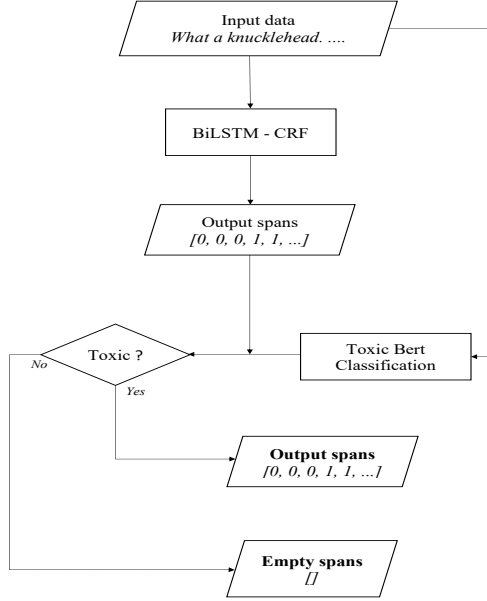 Input data
What a knucklehead. ....
BiLSTM - CRF
Output spans
[0, 0, 0, 1, 1, ...]
Toxic ?
Toxic Bert
Classification
No
Yes
Output spans
[0, 0, 0, 1, 1, ...]
Empty spans
[]